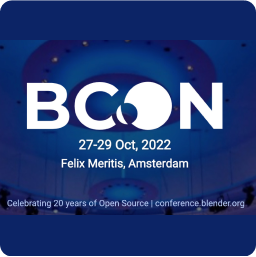 BCON
27-29 Oct, 2022
Felix Meritis, Amsterdam
Celebrating 20 years of Open Source | conference.blender.org